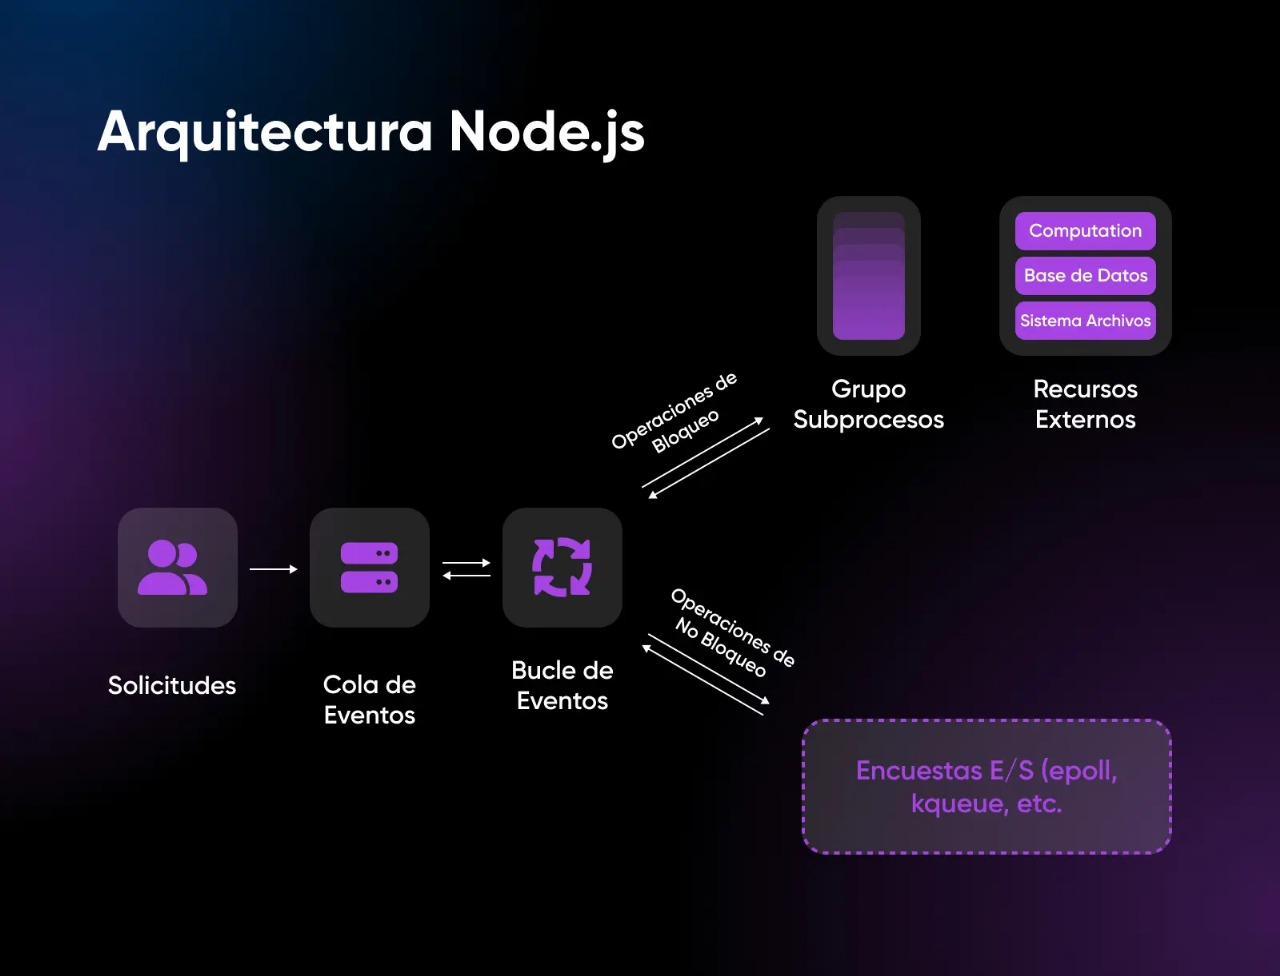 Arquitectura Node.js
Computation
Base de Datos
Sistema Archivos
Grupo
Subprocesos
Recursos
Externos
Operaciones de
Bloqueo
Solicitudes
Cola de
Eventos
Bucle de
Eventos
Operaciones de
No Bloqueo
Encuestas E/S (epoll,
kqueue, etc.